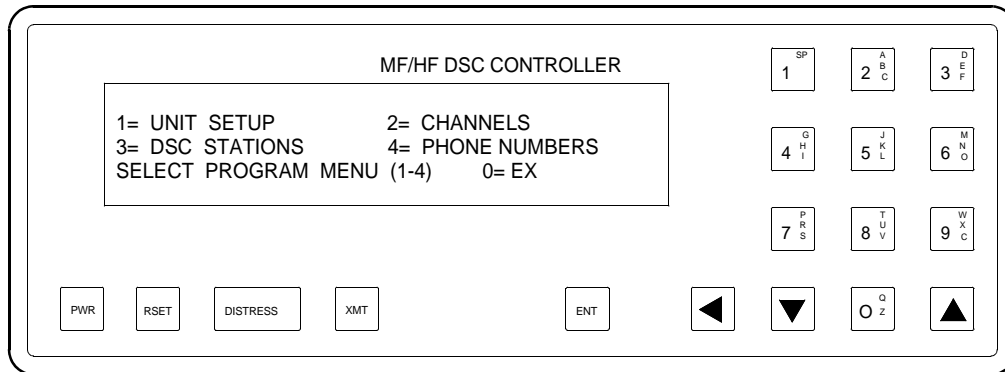 MF/HF DSC CONTROLLER
1= UNIT SETUP 2= CHANNELS
3= DSC STATIONS 4= PHONE NUMBERS
SELECT PROGRAM MENU (1-4) 0= EX
1 SP
2 A B C
3 D E F
4 G H I
5 J K L
6 M N O
7 P R S
8 T U V
9 W X C
PWR RSET DISTRESS XMT ENT O Q Z